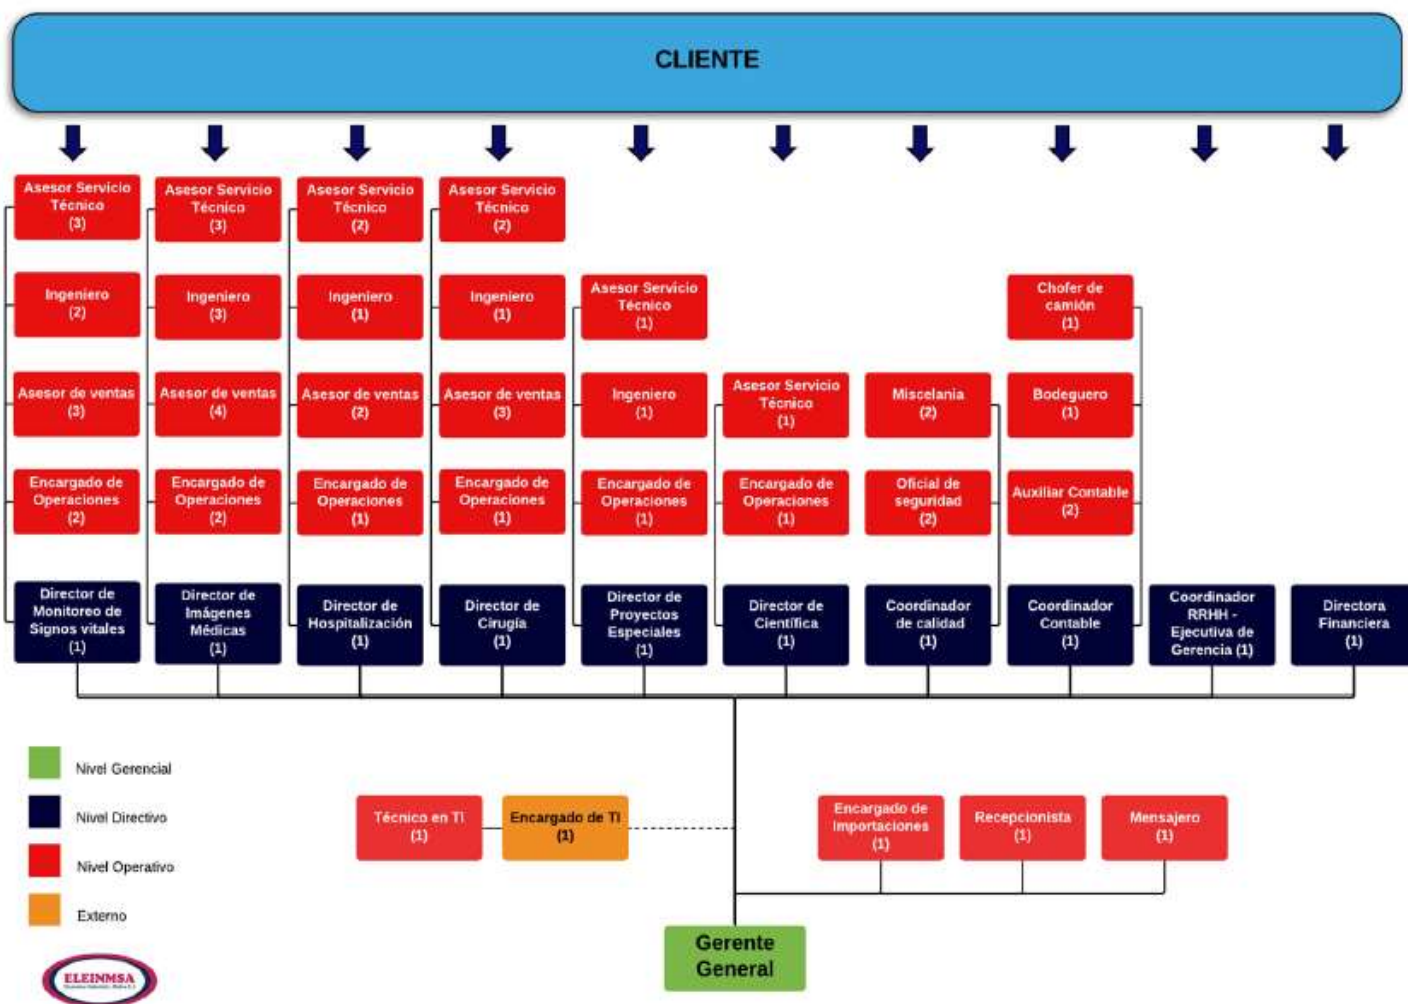 CLIENTE
Asesor Servicio
Técnico
(3)
Asesor Servicio
Técnico
(3)
Asesor Servicio
Técnico
(2)
Asesor Servicio
Técnico
(2)
Ingeniero
(2)
Ingeniero
(3)
Ingeniero
(1)
Ingeniero
(1)
Asesor Servicio
Técnico
(1)
Chofer de
camión
(1)
Asesor de ventas
(3)
Asesor de ventas
(4)
Asesor de ventas
(2)
Asesor de ventas
(3)
Ingeniero
(1)
Asesor Servicio
Técnico
(1)
Miscelania
(2)
Bodeguero
(1)
Encargado de
Operaciones
(2)
Encargado de
Operaciones
(2)
Encargado de
Operaciones
(1)
Encargado de
Operaciones
(1)
Encargado de
Operaciones
(1)
Encargado de
Operaciones
(1)
Oficial de
seguridad
(2)
Auxiliar Contable
(2)
Director de
Monitoreo de
Signos vitales
(1)
Director de
Imágenes
Médicas
(1)
Director de
Hospitalización
(1)
Director de
Cirugía
(1)
Director de
Proyectos
Especiales
(1)
Director de
Científica
(1)
Coordinador
de calidad
(1)
Coordinador
Contable
(1)
Coordinador
RRHH -
Ejecutiva de
Gerencia (1)
Directora
Financiera
(1)
Nivel Gerencial
Nivel Directivo
Nivel Operativo
Externo
Técnico en TI
(1)
Encargado de TI
(1)
Encargado de
Importaciones
(1)
Recepcionista
(1)
Mensajero
(1)
Gerente
General
ELEINMSA